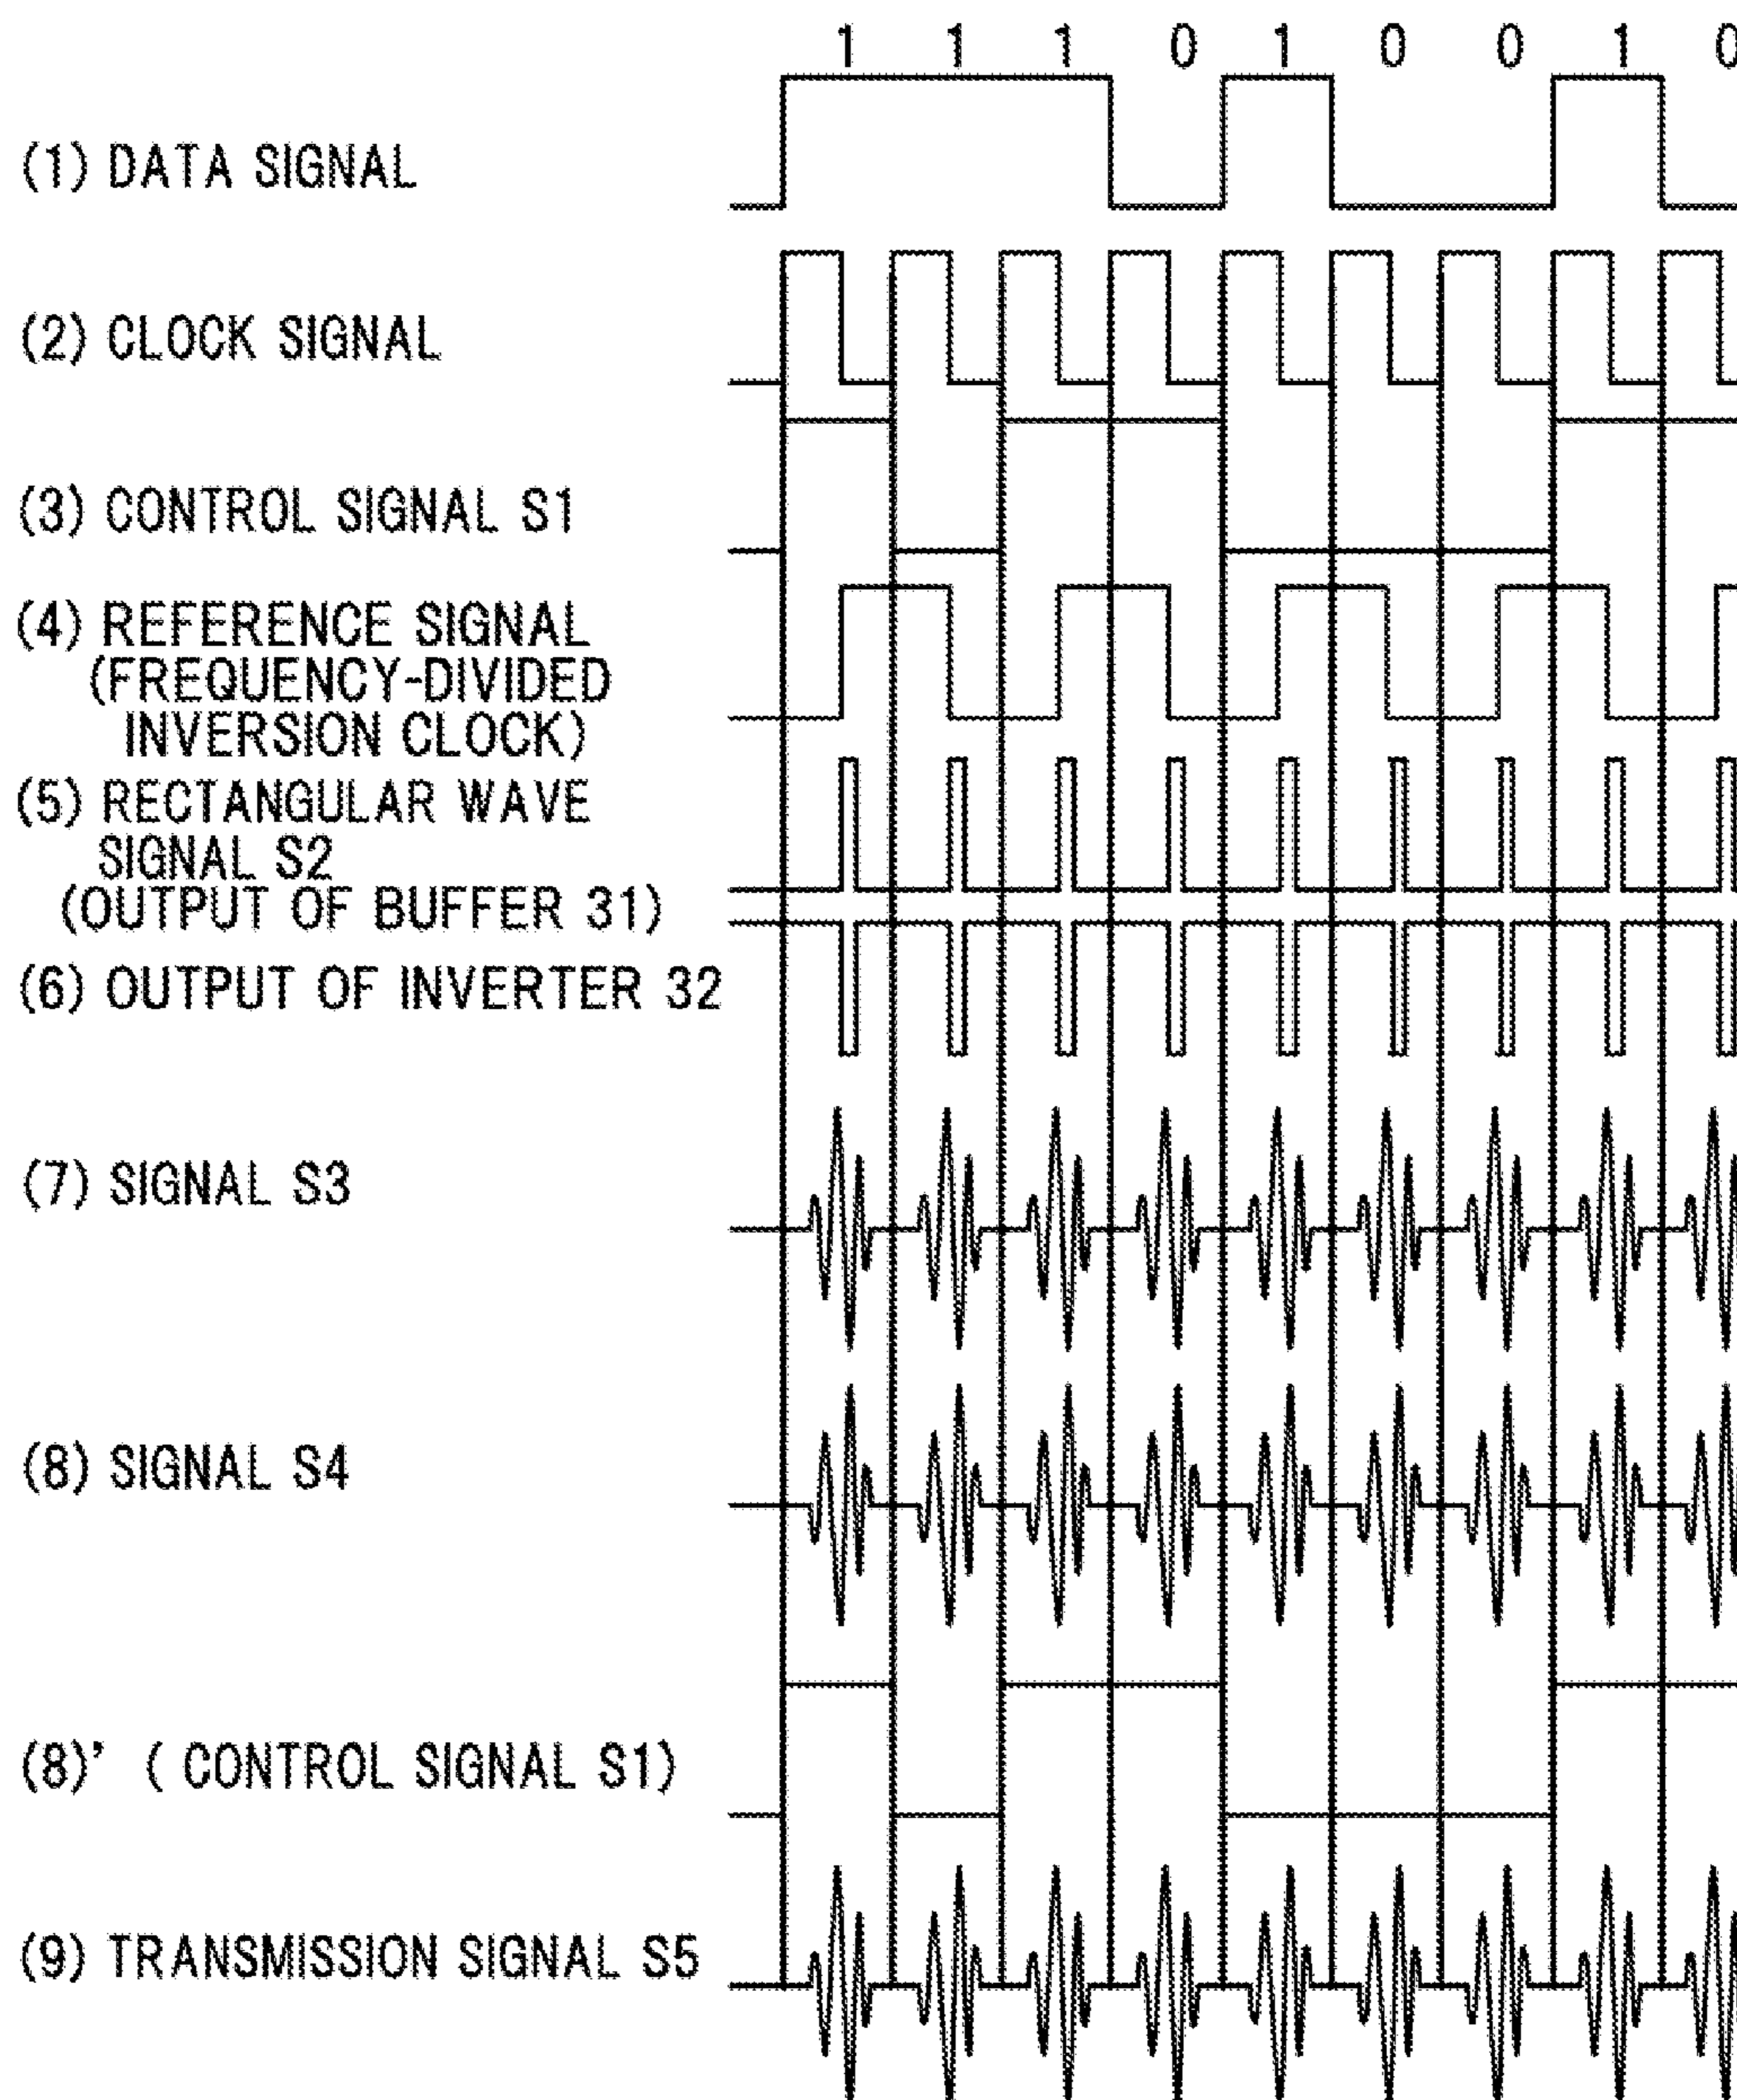 1 1 1 0 1 0 0 1 0
(1) DATA SIGNAL
(2) CLOCK SIGNAL
(3) CONTROL SIGNAL S1
(4) REFERENCE SIGNAL
(FREQUENCY-DIVIDED
INVERSION CLOCK)
(5) RECTANGULAR WAVE
SIGNAL S2
(OUTPUT OF BUFFER 31)
(6) OUTPUT OF INVERTER 32
(7) SIGNAL S3
(8) SIGNAL S4
(8)' ( CONTROL SIGNAL S1)
(9) TRANSMISSION SIGNAL S5